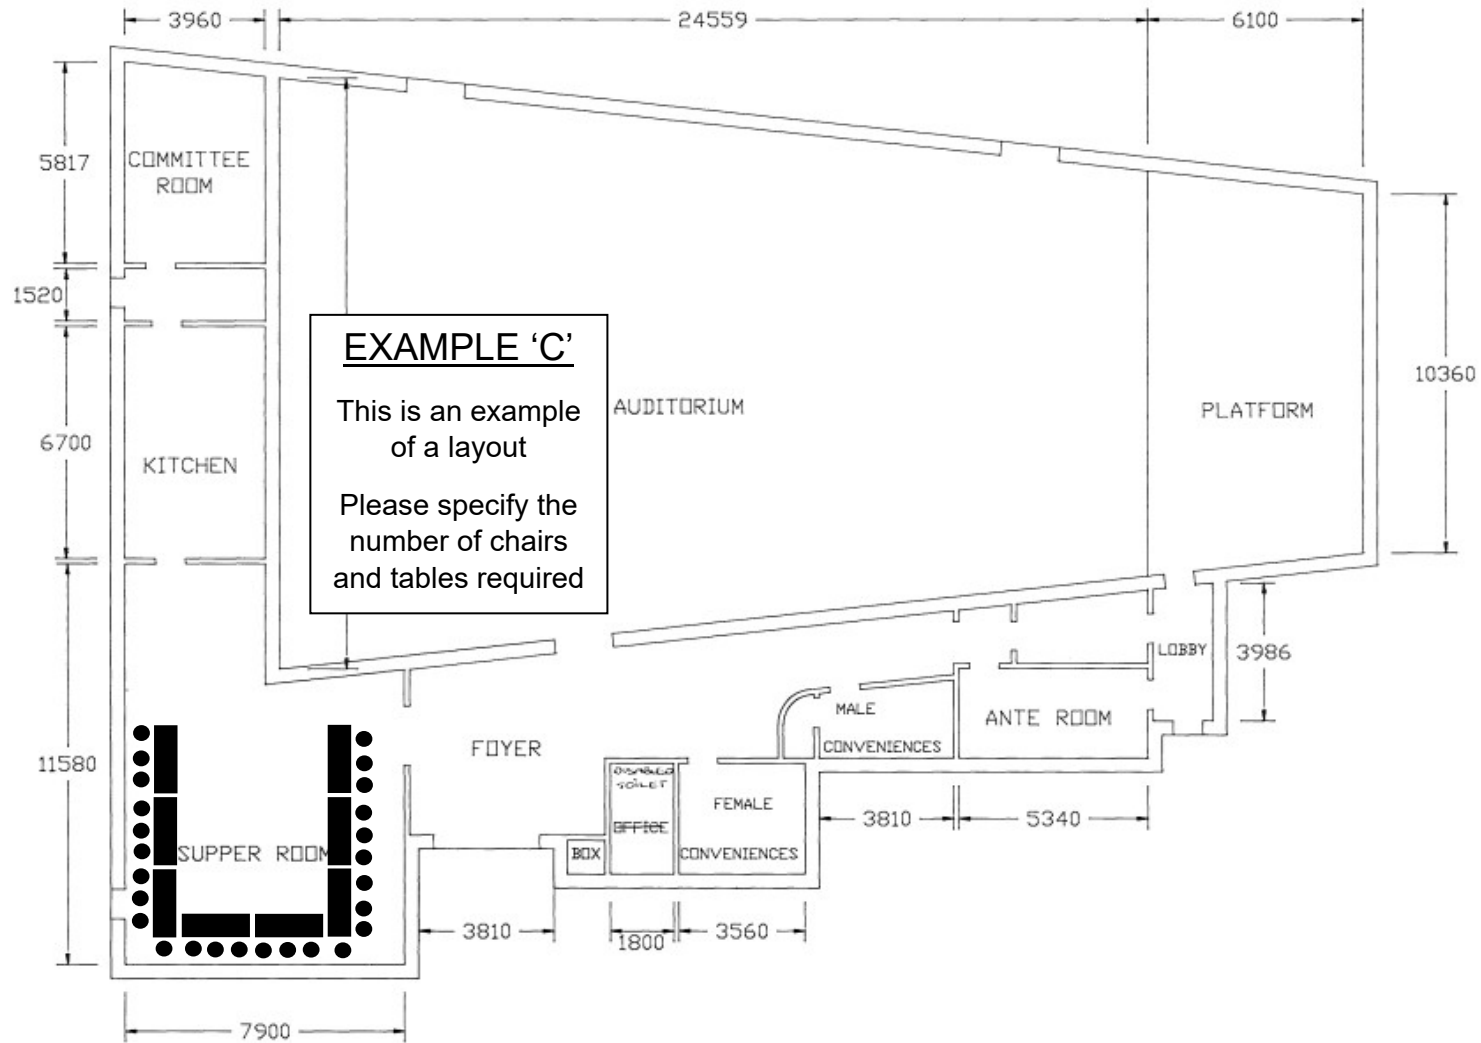 3960
24559
6100
5817
COMMITTEE
ROOM
1520
10360
EXAMPLE ‘C’
This is an example
of a layout
Please specify the
number of chairs
and tables required
AUDITORIUM
PLATFORM
6700
KITCHEN
LOBBY
3986
MALE
CONVENIENCES
ANTE ROOM
FOYER
11580
DISABLED
TOILET
OFFICE
FEMALE
CONVENIENCES
3810
5340
SUPPER ROOM
BOX
3810
1800
3560
7900